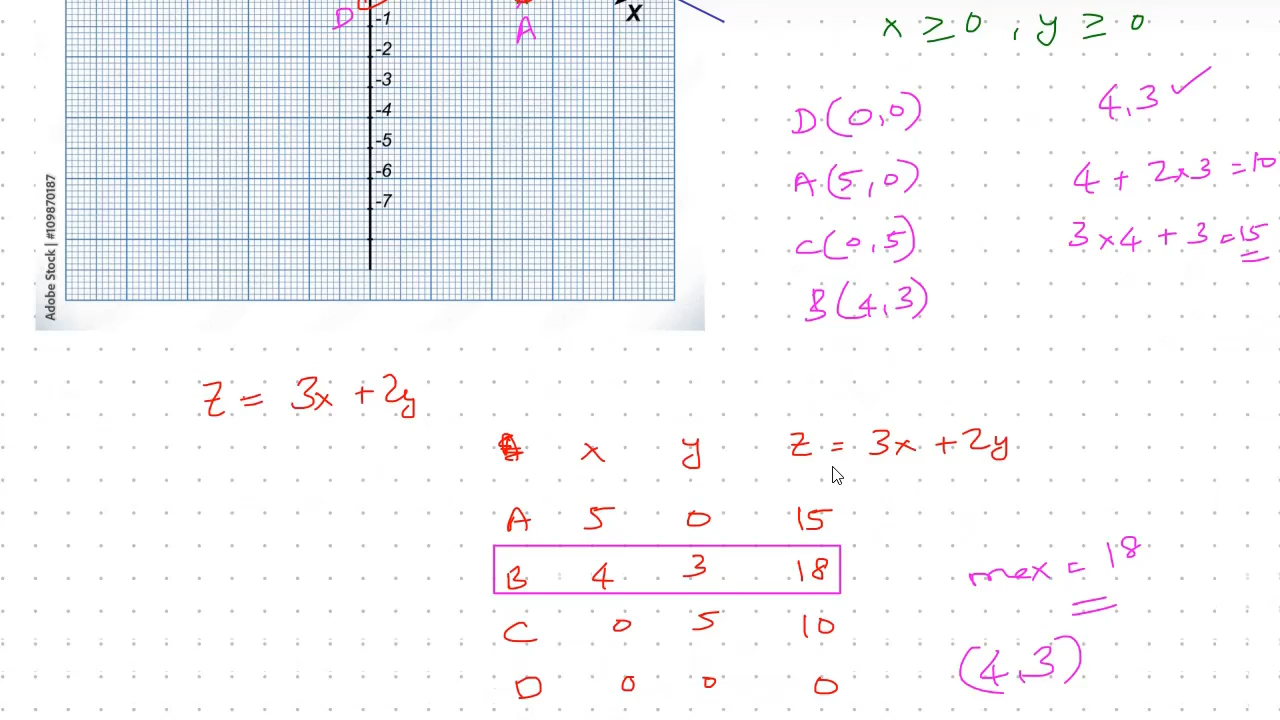 D
X
A
-1
-2
-3
-4
-5
-6
-7
Adobe Stock | #109870187
x ≥ 0 , y ≥ 0
D(0,0)
A(5,0)
C(0,5)
B(4,3)
4,3 ✓
4 + 2x3 = 10
3 x 4 + 3 = 15
Z = 3x + 2y
x y z = 3x + 2y
A 5 0 15
B 4 3 18
C 0 5 10
D 0 0 0
max = 18
(4,3)